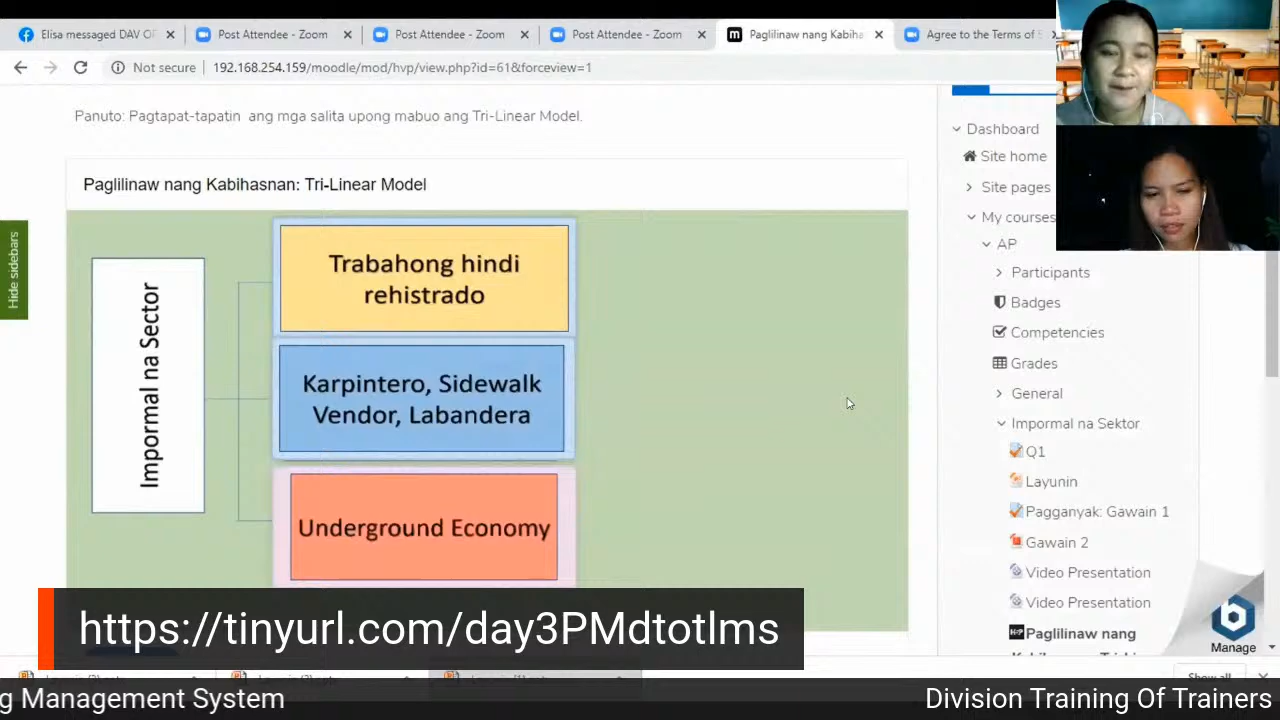 Elisa messaged DAV OF
Post Attendee - Zoom
Post Attendee - Zoom
Post Attendee - Zoom
Paglilinaw nang Kabiha
Agree to the Terms of
Not secure
192.168.254.159/moodle/mod/hvp/view.php?id=61&forceview=1
Panuto: Pagtapat-tapatin ang mga salita upong mabuo ang Tri-Linear Model.
Paglilinaw nang Kabihasnan: Tri-Linear Model
Hide sidebars
Impormal na Sector
Trabahong hindi
rehistrado
Karpintero, Sidewalk
Vendor, Labandera
Underground Economy
Dashboard
Site home
Site pages
My courses
AP
Participants
Badges
Competencies
Grades
General
Impormal na Sektor
Q1
Layunin
Pagganyak: Gawain 1
Gawain 2
Video Presentation
Video Presentation
H-P
Paglilinaw nang
Manage
https://tinyurl.com/day3PMdtotlms
Show all
g Management System
Division Training Of Trainers